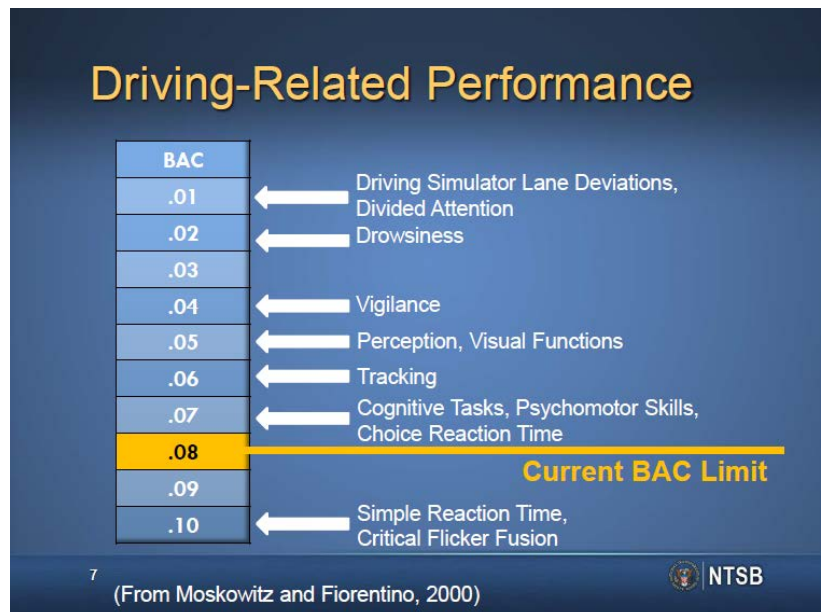 Driving-Related Performance
BAC
.01
Driving Simulator Lane Deviations,
Divided Attention
.02
Drowsiness
.03
.04
Vigilance
.05
Perception, Visual Functions
.06
Tracking
.07
Cognitive Tasks, Psychomotor Skills,
Choice Reaction Time
.08
Current BAC Limit
.09
.10
Simple Reaction Time,
Critical Flicker Fusion
7
(From Moskowitz and Fiorentino, 2000)
NTSB